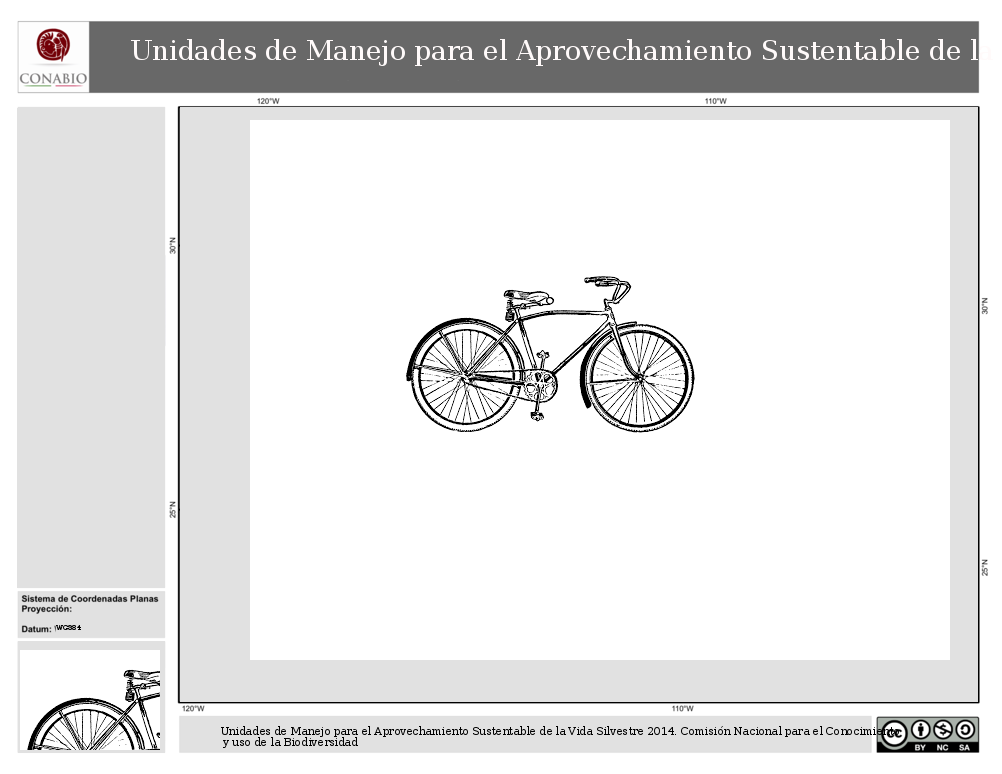 CONABIO
Unidades de Manejo para el Aprovechamiento Sustentable de l
120°W 110°W
30°N
30°N
25°N
25°N
Sistema de Coordenadas Planas
Proyección:
Datum: WGS84
120°W 110°W
Unidades de Manejo para el Aprovechamiento Sustentable de la Vida Silvestre 2014. Comisión Nacional para el Conocimiento
y uso de la Biodiversidad
cc
BY NC SA